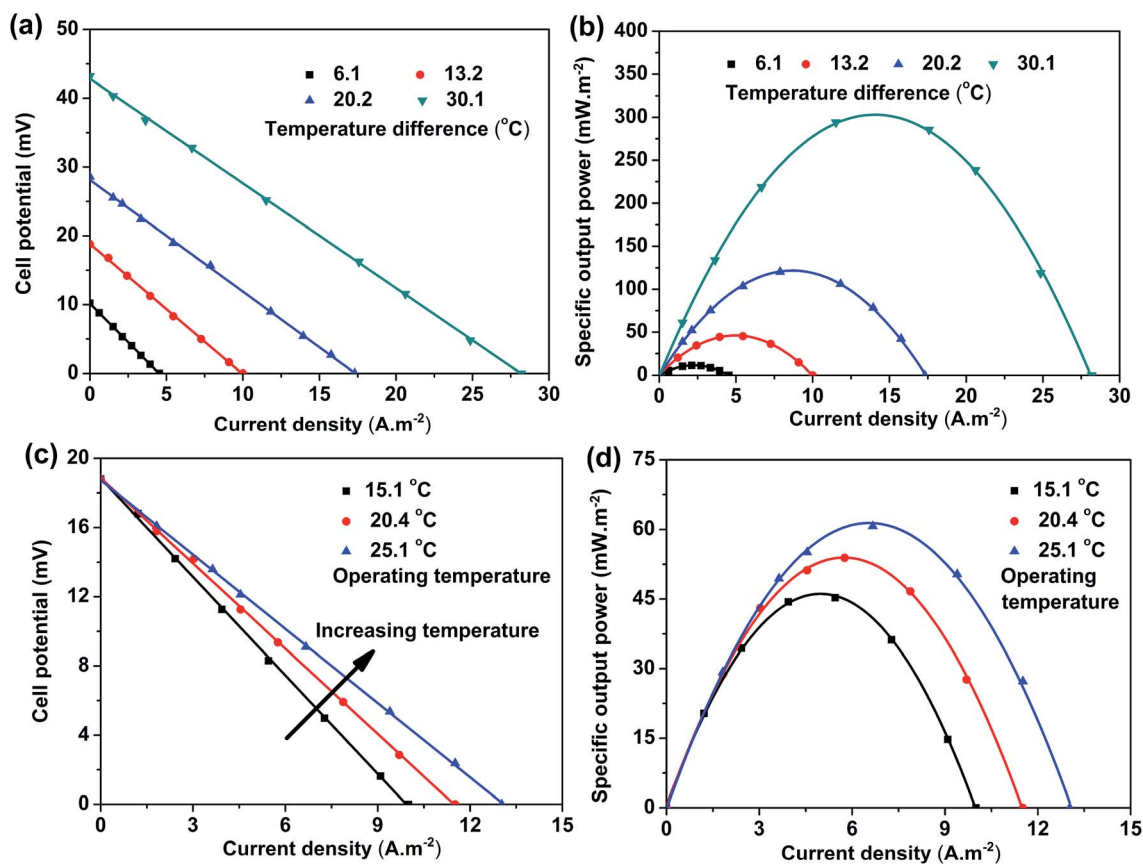 (a)
50
40
30
20
10
0
Cell potential (mV)
6.1 13.2
20.2 30.1
Temperature difference (°C)
0 5 10 15 20 25 30
Current density (A.m-2)
(b)
400
350
300
250
200
150
100
50
0
Specific output power (mW.m-2)
6.1 13.2 20.2 30.1
Temperature difference (°C)
0 5 10 15 20 25 30
Current density (A.m-2)
(c)
20
16
12
8
4
0
Cell potential (mV)
15.1 °C
20.4 °C
25.1 °C
Operating temperature
Increasing temperature
0 3 6 9 12 15
Current density (A.m-2)
(d)
75
60
45
30
15
0
Specific output power (mW.m-2)
15.1 °C
20.4 °C
25.1 °C
Operating
temperature
0 3 6 9 12 15
Current density (A.m-2)